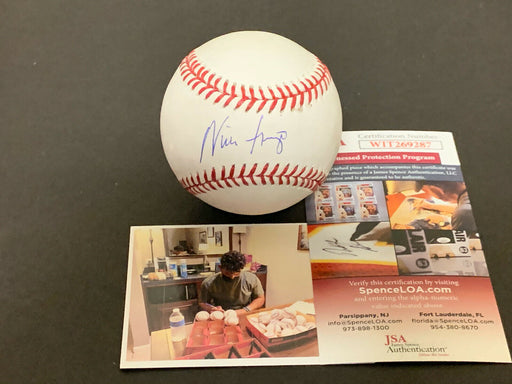 Certification Number
WIT269287
nessed Protection Program
Verify this certification by visiting
SpenceLOA.com
and entering the alpha-numeric
value indicated above
Parsippany, NJ
info@SpenceLOA.com
973-898-1300
Fort Lauderdale, FL
florida@SpenceLOA.com
954-380-8670
JSA
James Spence
Authentication